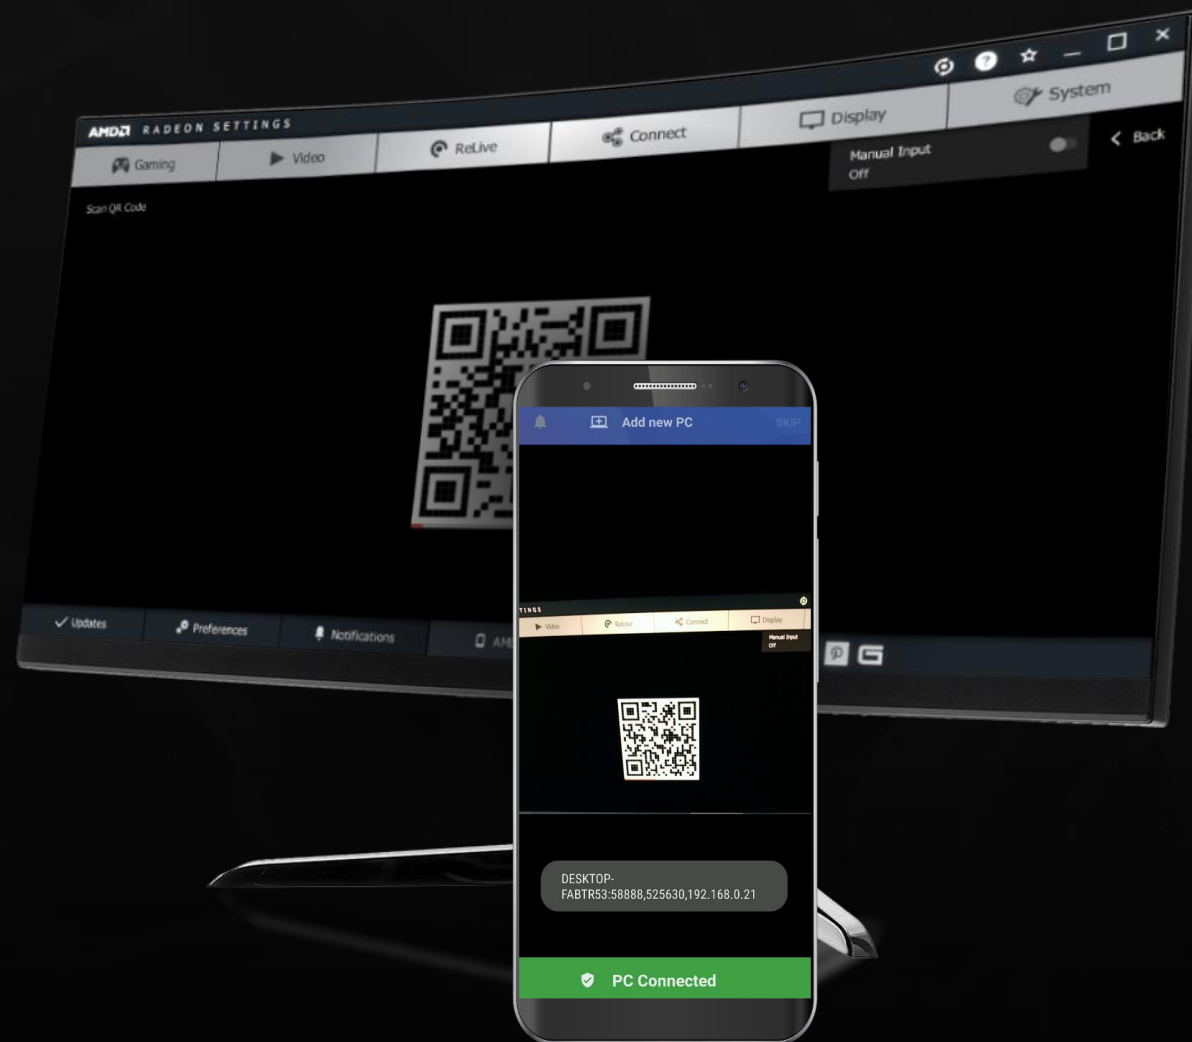 AMD RADEON SETTINGS
Gaming
Video
ReLive
Connect
Display
System
Scan QR Code
Manual Input
Off
Back
Add new PC
SKIP
TINGS
Video
ReLive
Connect
Display
Manual Input
Off
DESKTOP-
FABTR53:58888,525630,192.168.0.21
PC Connected
Updates
Preferences
Notifications
AM